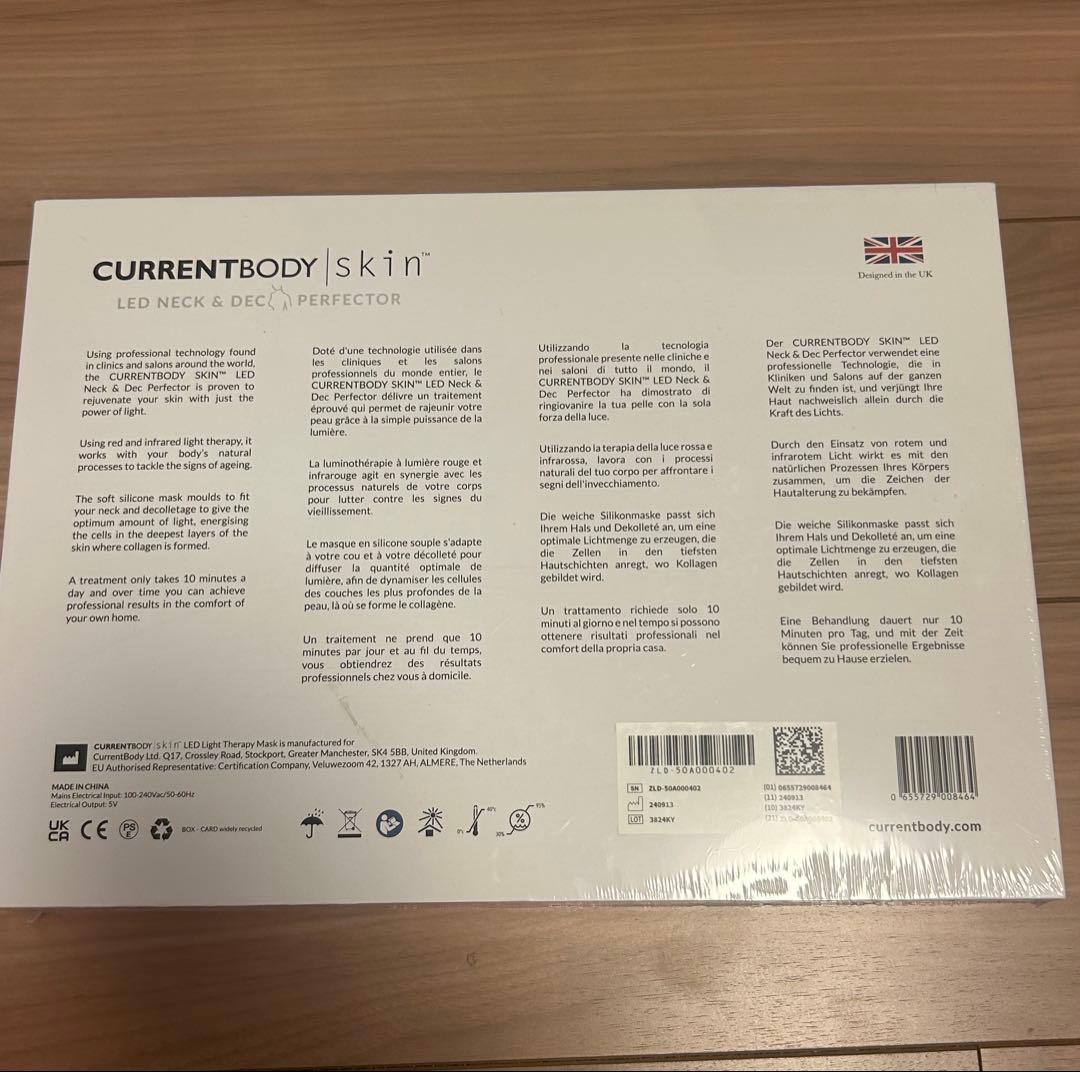 CURRENTBODY|skin™
LED NECK & DEC PERFECTOR
Designed in the UK
Using professional technology found
in clinics and salons around the world,
the CURRENTBODY SKIN™ LED
Neck & Dec Perfector is proven to
rejuvenate your skin with just the
power of light.
Using red and infrared light therapy, it
works with your body's natural
processes to tackle the signs of ageing.
The soft silicone mask moulds to fit
your neck and decolletage to give the
optimum amount of light, energising
the cells in the deepest layers of the
skin where collagen is formed.
A treatment only takes 10 minutes a
day and over time you can achieve
professional results in the comfort of
your own home.
Doté d'une technologie utilisée dans
les cliniques et les salons
professionnels du monde entier, le
CURRENTBODY SKIN™ LED Neck &
Dec Perfector délivre un traitement
éprouvé qui permet de rajeunir votre
peau grâce à la simple puissance de la
lumière.
La luminothérapie à lumière rouge et
infrarouge agit en synergie avec les
processus naturels de votre corps
pour lutter contre les signes du
vieillissement.
Le masque en silicone souple s'adapte
à votre cou et à votre décolleté pour
diffuser la quantité optimale de
lumière, afin de dynamiser les cellules
des couches les plus profondes de la
peau, là où se forme le collagène.
Un traitement ne prend que 10
minutes par jour et au fil du temps,
vous obtiendrez des résultats
professionnels chez vous à domicile.
Utilizzando la tecnologia
professionale presente nelle cliniche e
nei saloni di tutto il mondo, il
CURRENTBODY SKIN™ LED Neck &
Dec Perfector ha dimostrato di
ringiovanire la tua pelle con la sola
forza della luce.
Utilizzando la terapia della luce rossa e
infrarossa, lavora con i processi
naturali del tuo corpo per affrontare i
segni dell'invecchiamento.
Die weiche Silikonmaske passt sich
Ihrem Hals und Dekolleté an, um eine
optimale Lichtmenge zu erzeugen, die
die Zellen in den tiefsten
Hautschichten anregt, wo Kollagen
gebildet wird.
Un trattamento richiede solo 10
minuti al giorno e nel tempo si possono
ottenere risultati professionali nel
comfort della propria casa.
Der CURRENTBODY SKIN™ LED
Neck & Dec Perfector verwendet eine
professionelle Technologie, die in
Kliniken und Salons auf der ganzen
Welt zu finden ist, und verjüngt Ihre
Haut nachweislich allein durch die
Kraft des Lichts.
Durch den Einsatz von rotem und
infrarotem Licht wirkt es mit den
natürlichen Prozessen Ihres Körpers
zusammen, um die Zeichen der
Hautalterung zu bekämpfen.
Die weiche Silikonmaske passt sich
Ihrem Hals und Dekolleté an, um eine
optimale Lichtmenge zu erzeugen, die
die Zellen in den tiefsten
Hautschichten anregt, wo Kollagen
gebildet wird.
Eine Behandlung dauert nur 10
Minuten pro Tag, und mit der Zeit
können Sie professionelle Ergebnisse
bequem zu Hause erzielen.
CURRENTBODY|skin™ LED Light Therapy Mask is manufactured for
CurrentBody Ltd. Q17, Crossley Road, Stockport, Greater Manchester, SK4 5BB, United Kingdom.
EU Authorised Representative: Certification Company, Veluwezoom 42, 1327 AH, ALMERE, The Netherlands
MADE IN CHINA
Mains Electrical Input: 100-240Vac/50-60Hz
Electrical Output: 5V
UK
CA
CE
PS
E
BOX - CARD widely recycled
0°c
40°c
30%
%
93%
ZLD-50A000402
SN ZLD-50A000402
240913
LOT 3824KY
(01) 0655729008464
(11) 240913
(10) 3824KY
(21) ZLD-50A000402
0 655729 008464
currentbody.com